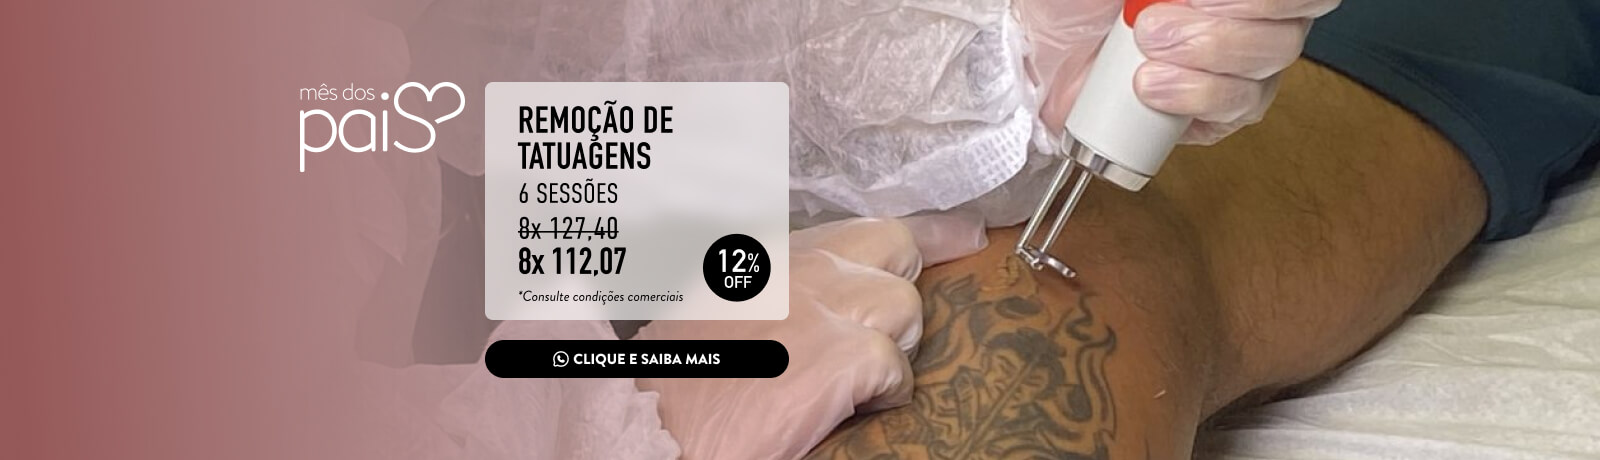 mês dos
pais
REMOÇÃO DE
TATUAGENS
6 SESSÕES
8x 127,40
8x 112,07
12%
OFF
*Consulte condições comerciais
CLIQUE E SAIBA MAIS